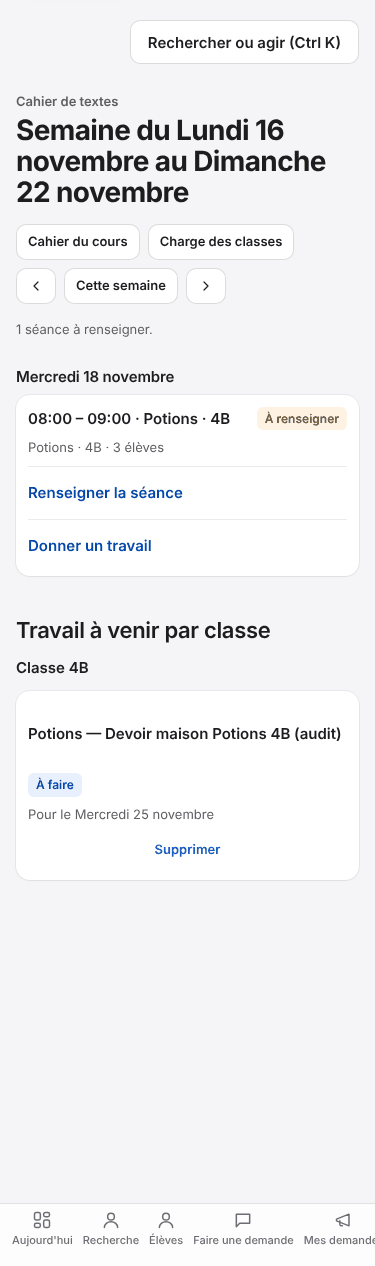 Rechercher ou agir (Ctrl K)
Cahier de textes
Semaine du Lundi 16
novembre au Dimanche
22 novembre
Cahier du cours
Charge des classes
Cette semaine
1 séance à renseigner.
Mercredi 18 novembre
08:00 – 09:00 · Potions · 4B
À renseigner
Potions · 4B · 3 élèves
Renseigner la séance
Donner un travail
Travail à venir par classe
Classe 4B
Potions — Devoir maison Potions 4B (audit)
À faire
Pour le Mercredi 25 novembre
Supprimer
Aujourd'hui
Recherche
Élèves
Faire une demande
Mes demande